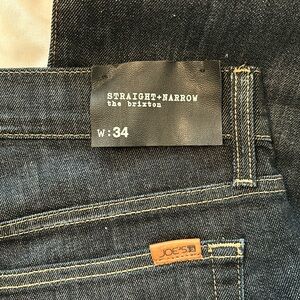 STRAIGHT+NARROW
the brixton
W:34
JOE'S